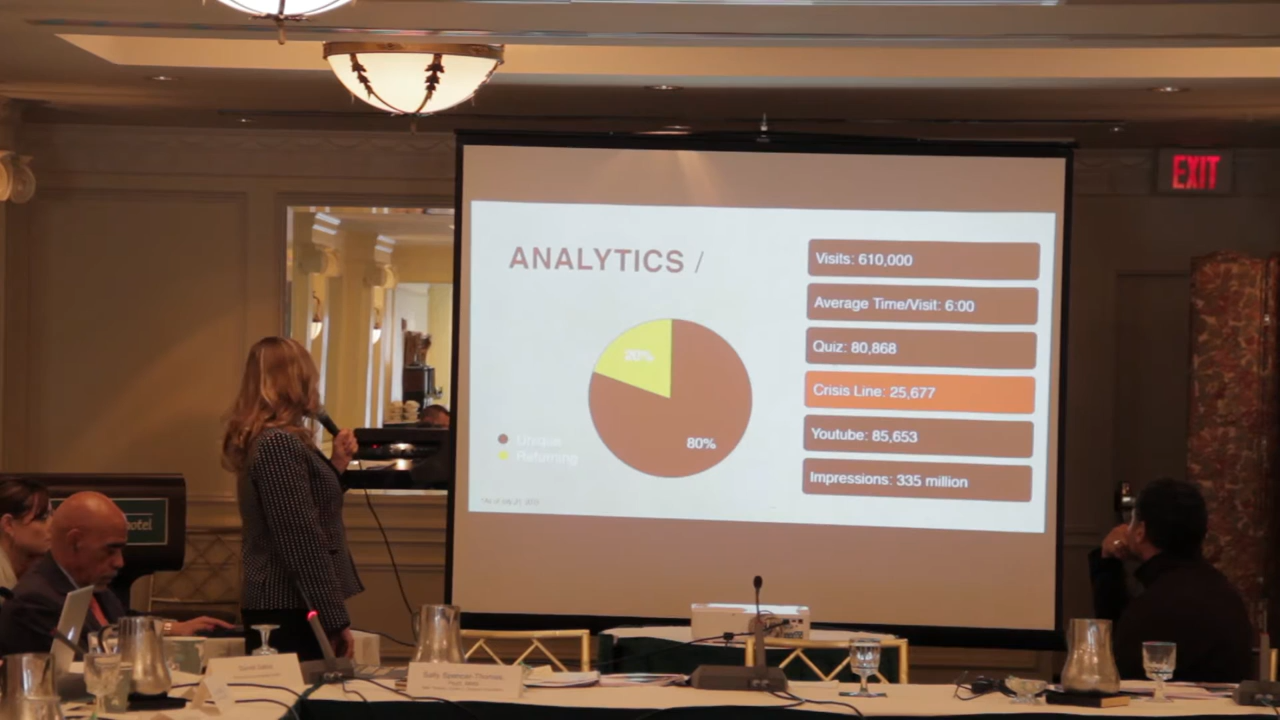 EXIT
ANALYTICS /
Visits: 610,000
Average Time/Visit: 6:00
Quiz: 80,868
Crisis Line: 25,677
Youtube: 85,653
Impressions: 335 million
20%
80%
Unique
Returning
hotel
Sally Spencer-Thomas